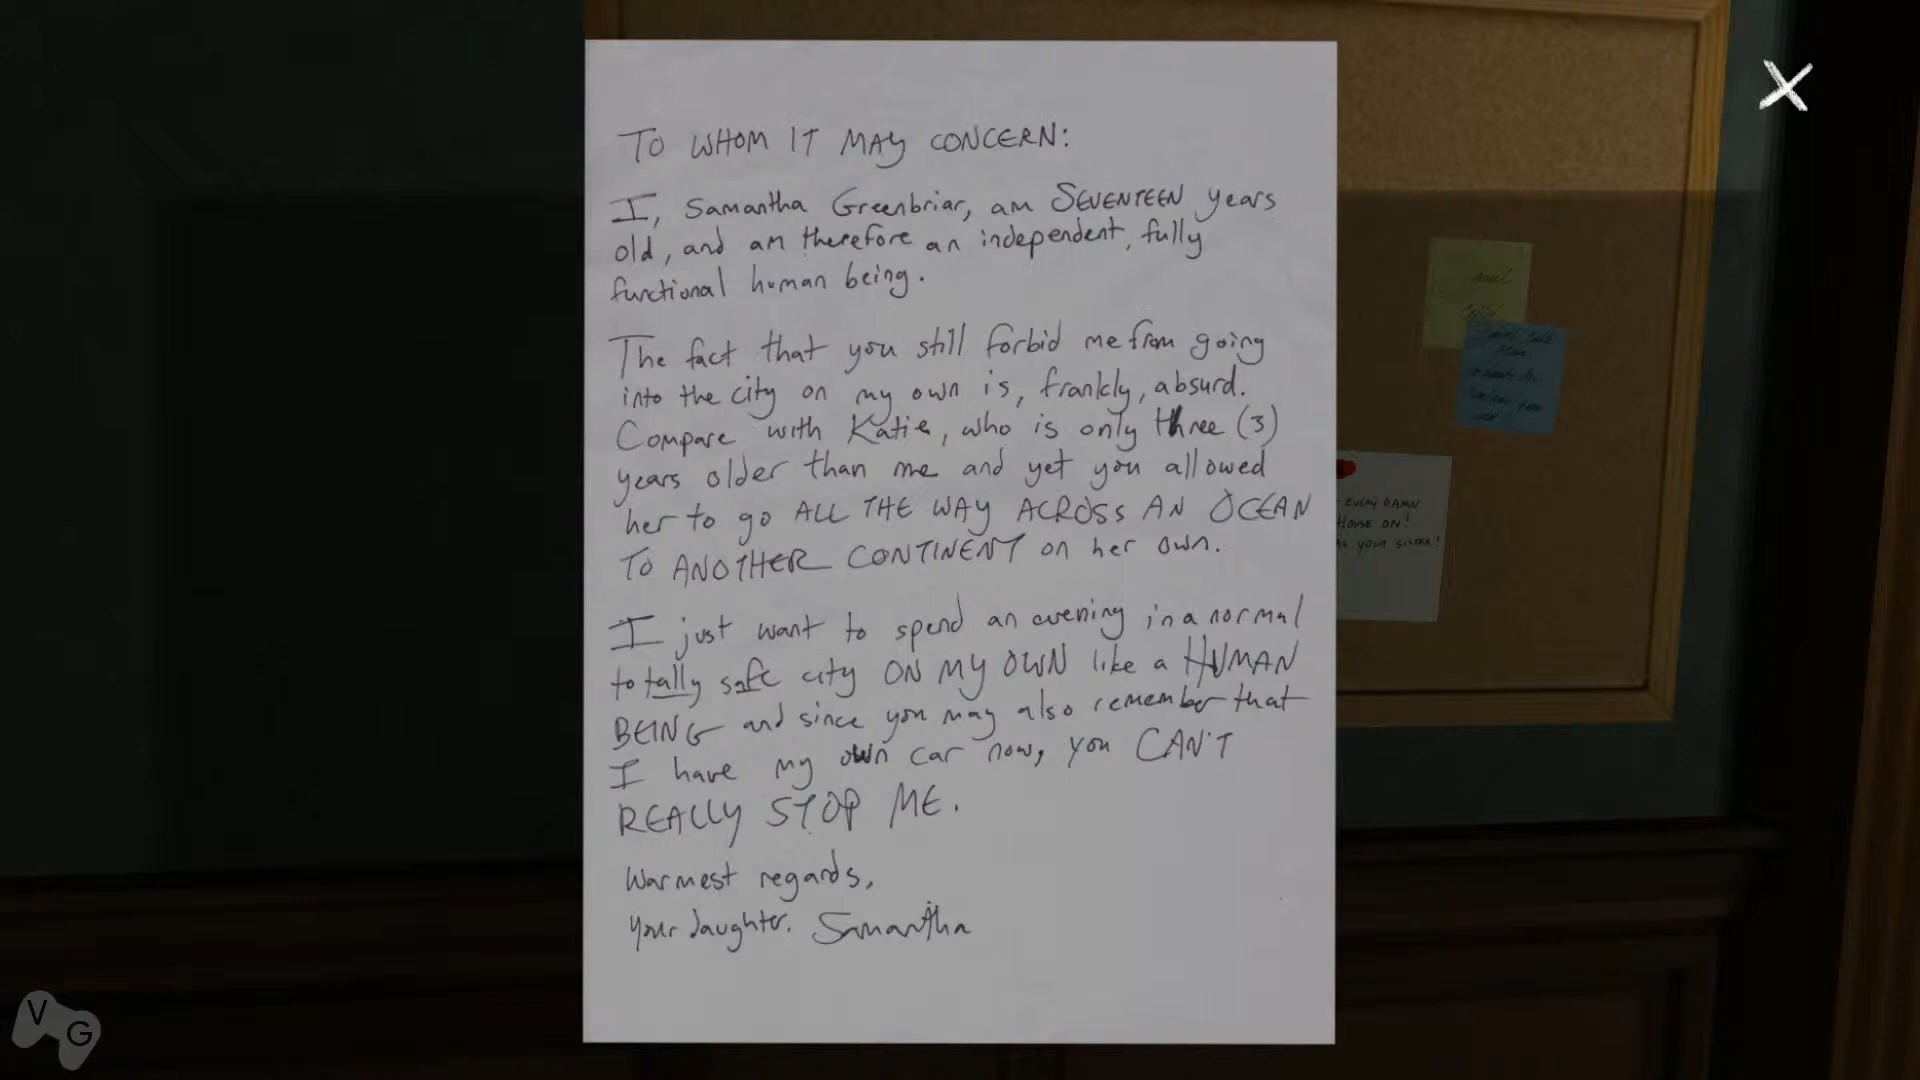 TO WHOM IT MAY CONCERN:
I, Samantha Greenbriar, am SEVENTEEN years
old, and am therefore an independent, fully
functional human being.
The fact that you still forbid me from going
into the city on my own is, frankly, absurd.
Compare with Katie, who is only three (3)
years older than me and yet you allowed
her to go ALL THE WAY ACROSS AN OCEAN
TO ANOTHER CONTINENT on her own.
I just want to spend an evening in a normal
totally safe city ON MY OWN like a HUMAN
BEING and since you may also remember that
I have my own car now, you CAN'T
REALLY STOP ME.
Warmest regards,
Your daughter. Samantha
EVERY DAMN
HOUSE ON!
AS YOUR SISTER!
V
G